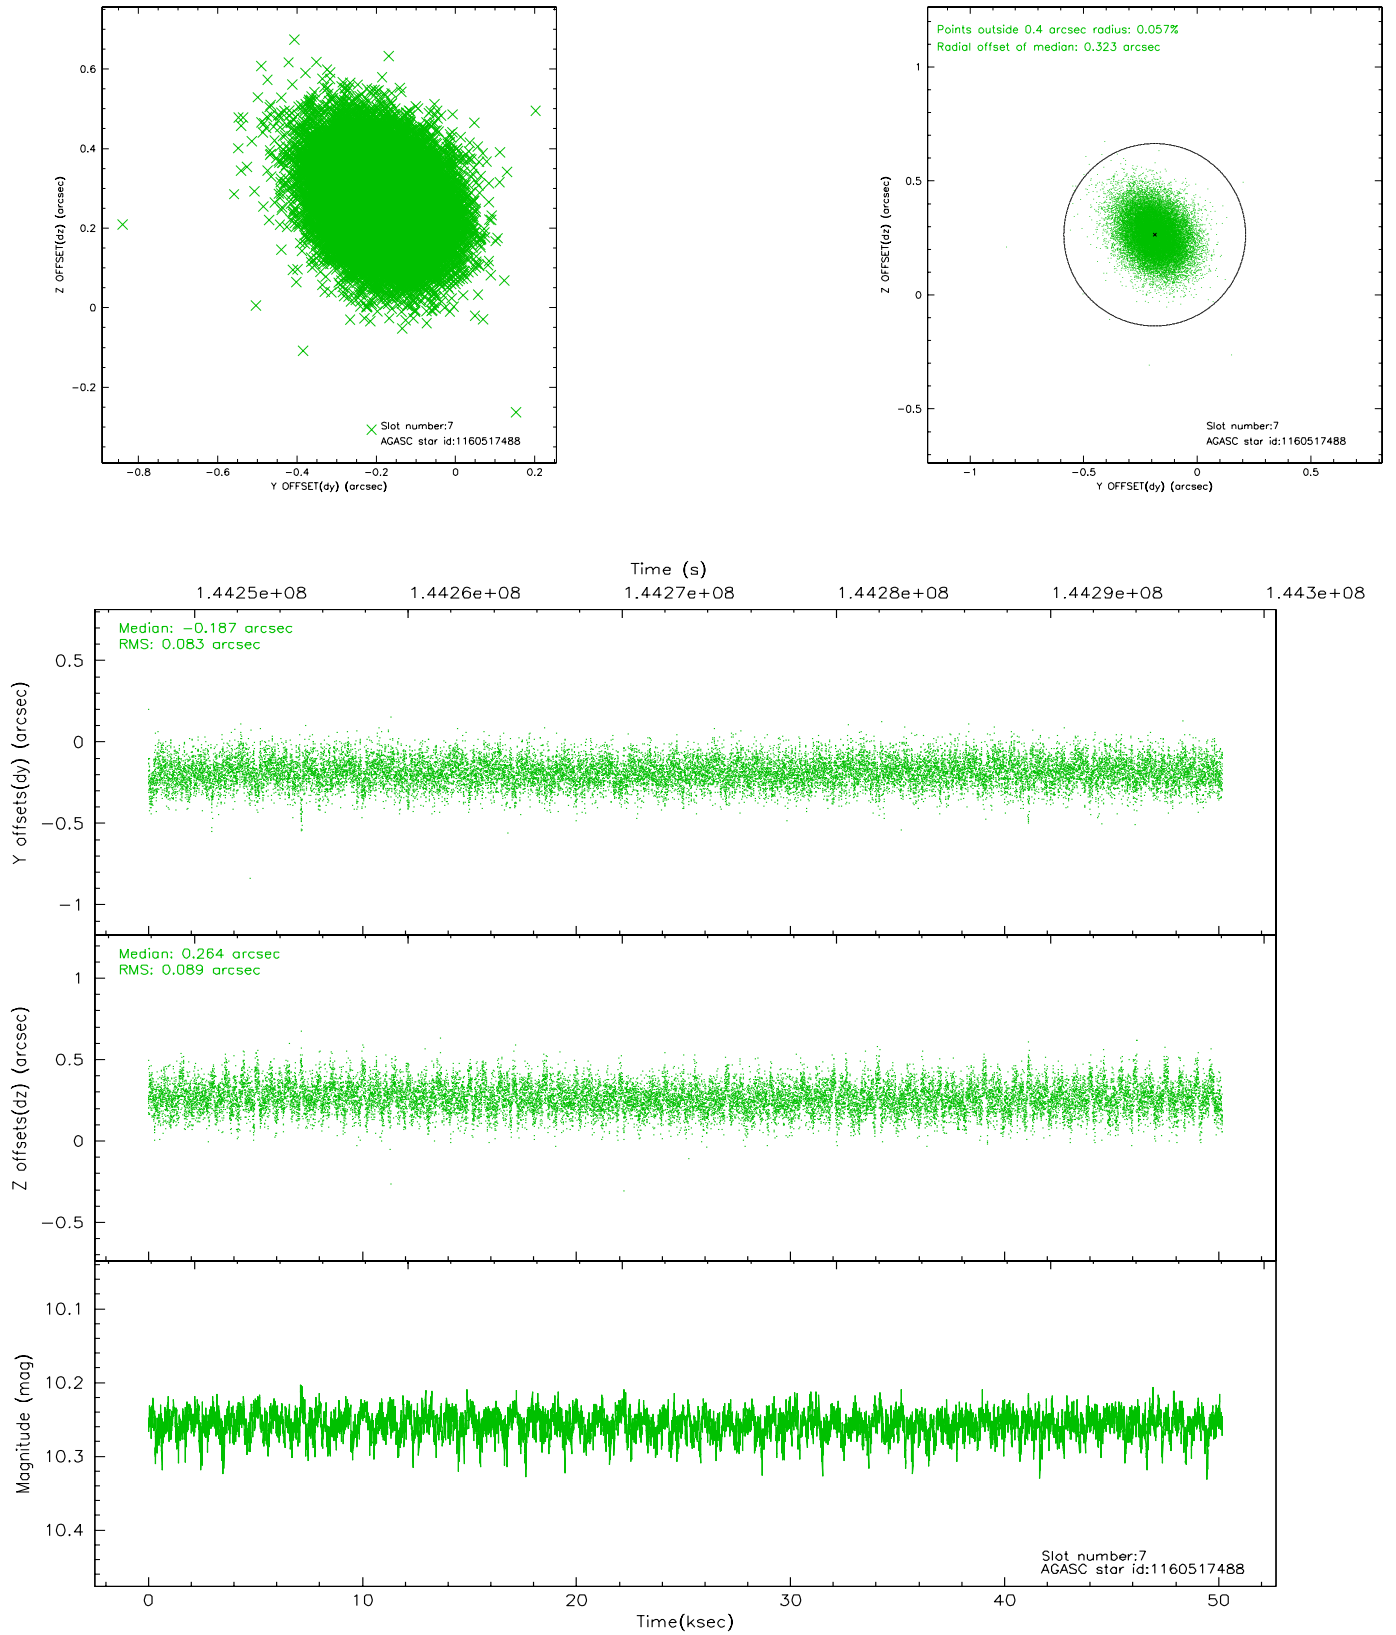 0.6
0.4
0.2
0
−0.2
Z OFFSET(dz) (arcsec)
Slot number:7
AGASC star id:1160517488
−0.8 −0.6 −0.4 −0.2 0 0.2
Y OFFSET(dy) (arcsec)
Points outside 0.4 arcsec radius: 0.057%
Radial offset of median: 0.323 arcsec
1
0.5
0
−0.5
Z OFFSET(dz) (arcsec)
Slot number:7
AGASC star id:1160517488
−1 −0.5 0 0.5
Y OFFSET(dy) (arcsec)
Time (s)
1.4425e+08 1.4426e+08 1.4427e+08 1.4428e+08 1.4429e+08 1.443e+08
Median: −0.187 arcsec
RMS: 0.083 arcsec
0.5
0
−0.5
−1
Y offsets(dy) (arcsec)
Median: 0.264 arcsec
RMS: 0.089 arcsec
1
0.5
0
−0.5
Z offsets(dz) (arcsec)
10.1
10.2
10.3
10.4
Magnitude (mag)
Slot number:7
AGASC star id:1160517488
0 10 20 30 40 50
Time(ksec)